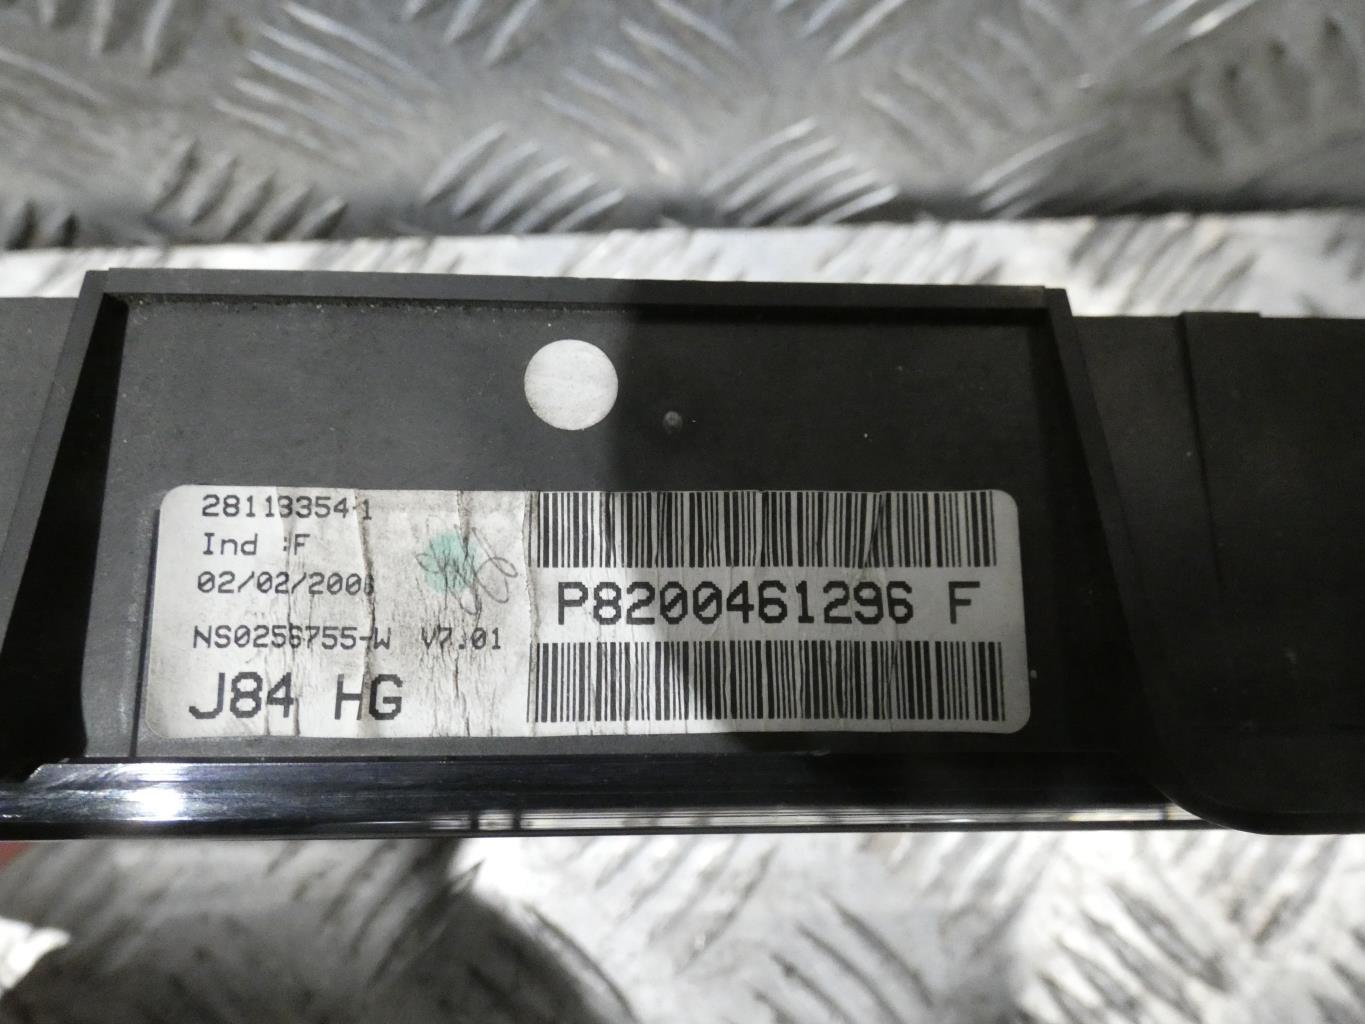 28113354-1
Ind :F
02/02/2006
NS0256755-W V7.01
J84 HG
P8200461296 F